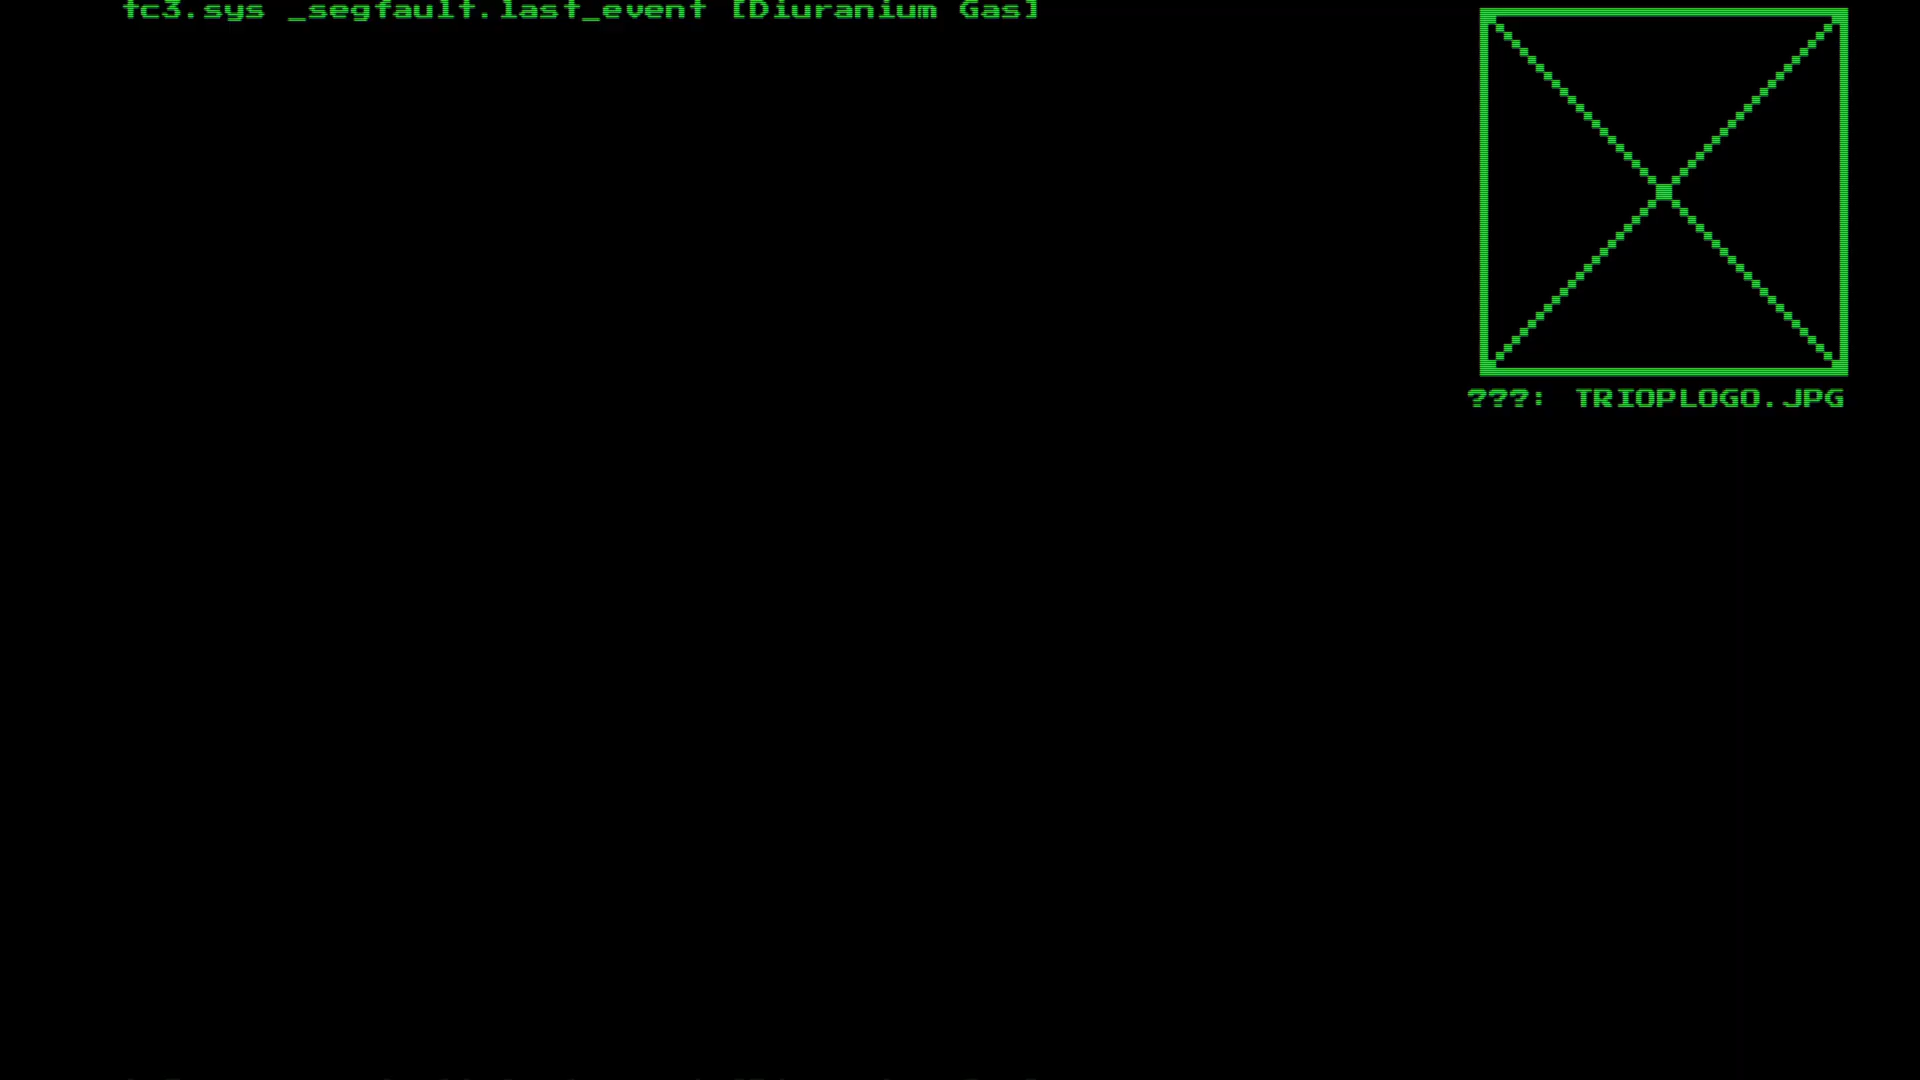 tc3.sys _segfault.last_event [Diuranium Gas]
???: TRIOPLOGO.JPG